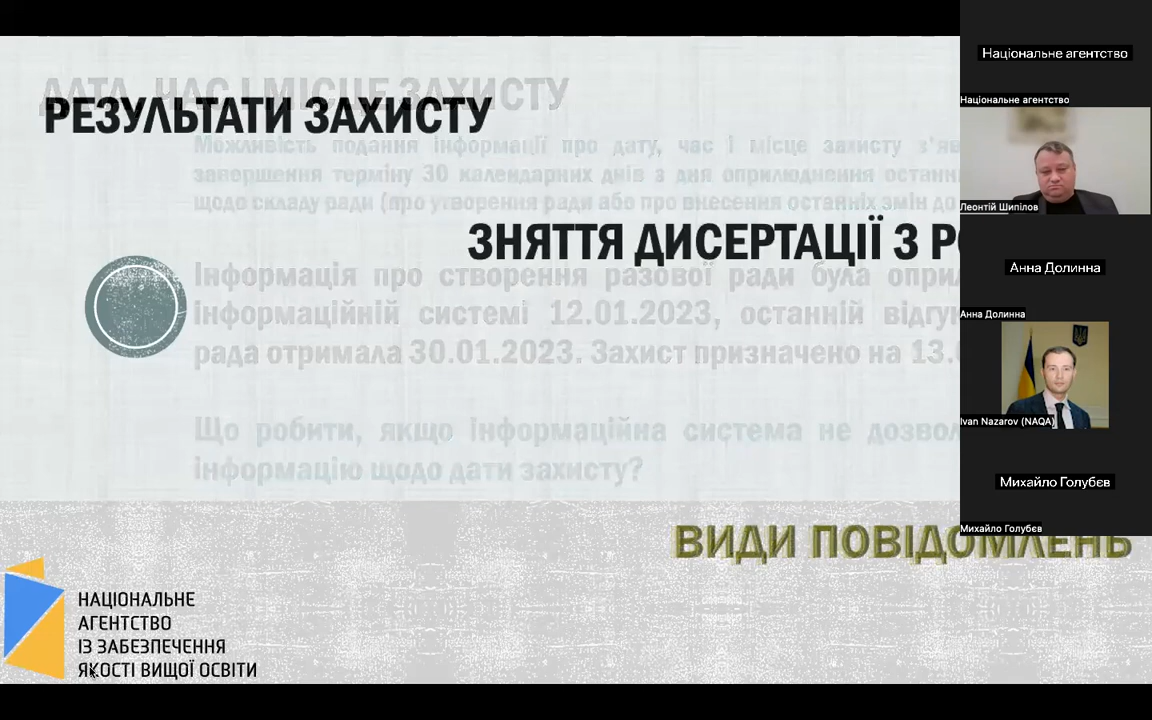 ДАТА, ЧАС І МІСЦЕ ЗАХИСТУ
РЕЗУЛЬТАТИ ЗАХИСТУ
Можливість подання інформації про дату, час і місце захисту з'яв
завершення терміну 30 календарних днів з дня оприлюднення останн
щодо складу ради (про утворення ради або про внесення останніх змін до
ЗНЯТТЯ ДИСЕРТАЦІЇ З
Інформація про створення разової ради була опри
інформаційній системі 12.01.2023, останній відгу
рада отримала 30.01.2023. Захист призначено на 13.
Що робити, якщо інформаційна система не дозвол
інформацію щодо дати захисту?
ВИДИ ПОВІДОМЛЕНЬ
НАЦІОНАЛЬНЕ
АГЕНТСТВО
ІЗ ЗАБЕЗПЕЧЕННЯ
ЯКОСТІ ВИЩОЇ ОСВІТИ
Національне агентство
Національне агентство
Леонтій Шипілов
Анна Долинна
Анна Долинна
Ivan Nazarov (NAQA)
Михайло Голубєв
Михайло Голубєв